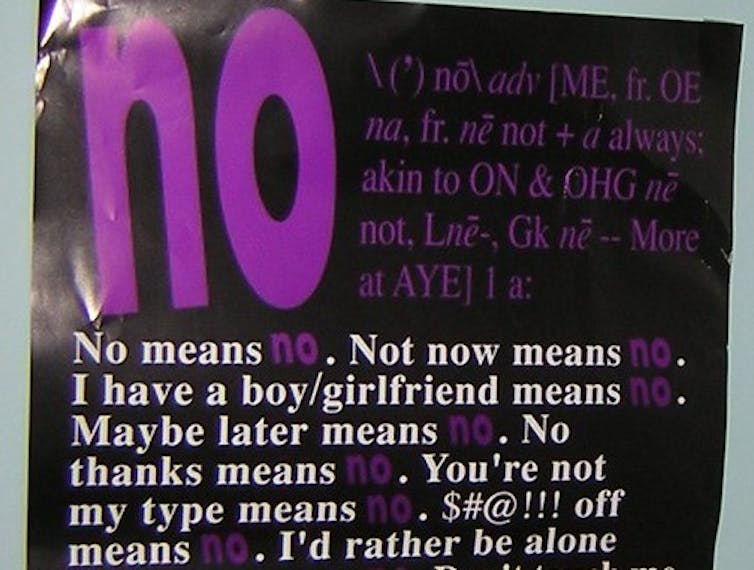 no
\ (’) nō\ adv [ME, fr. OE
na, fr. nē not + a always;
akin to ON & OHG nē
not, Lnē-, Gk nē -- More
at AYE] 1 a:
No means no. Not now means no.
I have a boy/girlfriend means no.
Maybe later means no. No
thanks means no. You're not
my type means no. $#@!!! off
means no. I'd rather be alone